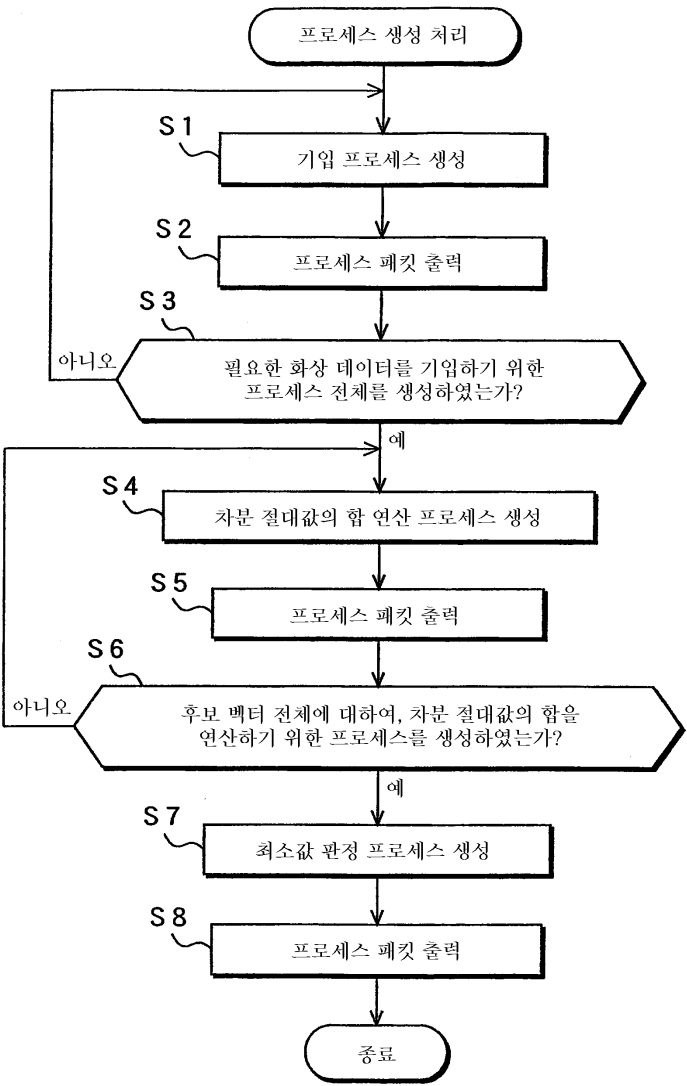 프로세스 생성 처리
S1
기입 프로세스 생성
S2
프로세스 패킷 출력
S3
아니오
필요한 화상 데이터를 기입하기 위한
프로세스 전체를 생성하였는가?
예
S4
차분 절대값의 합 연산 프로세스 생성
S5
프로세스 패킷 출력
S6
아니오
후보 벡터 전체에 대하여, 차분 절대값의 합을
연산하기 위한 프로세스를 생성하였는가?
예
S7
최소값 판정 프로세스 생성
S8
프로세스 패킷 출력
종료